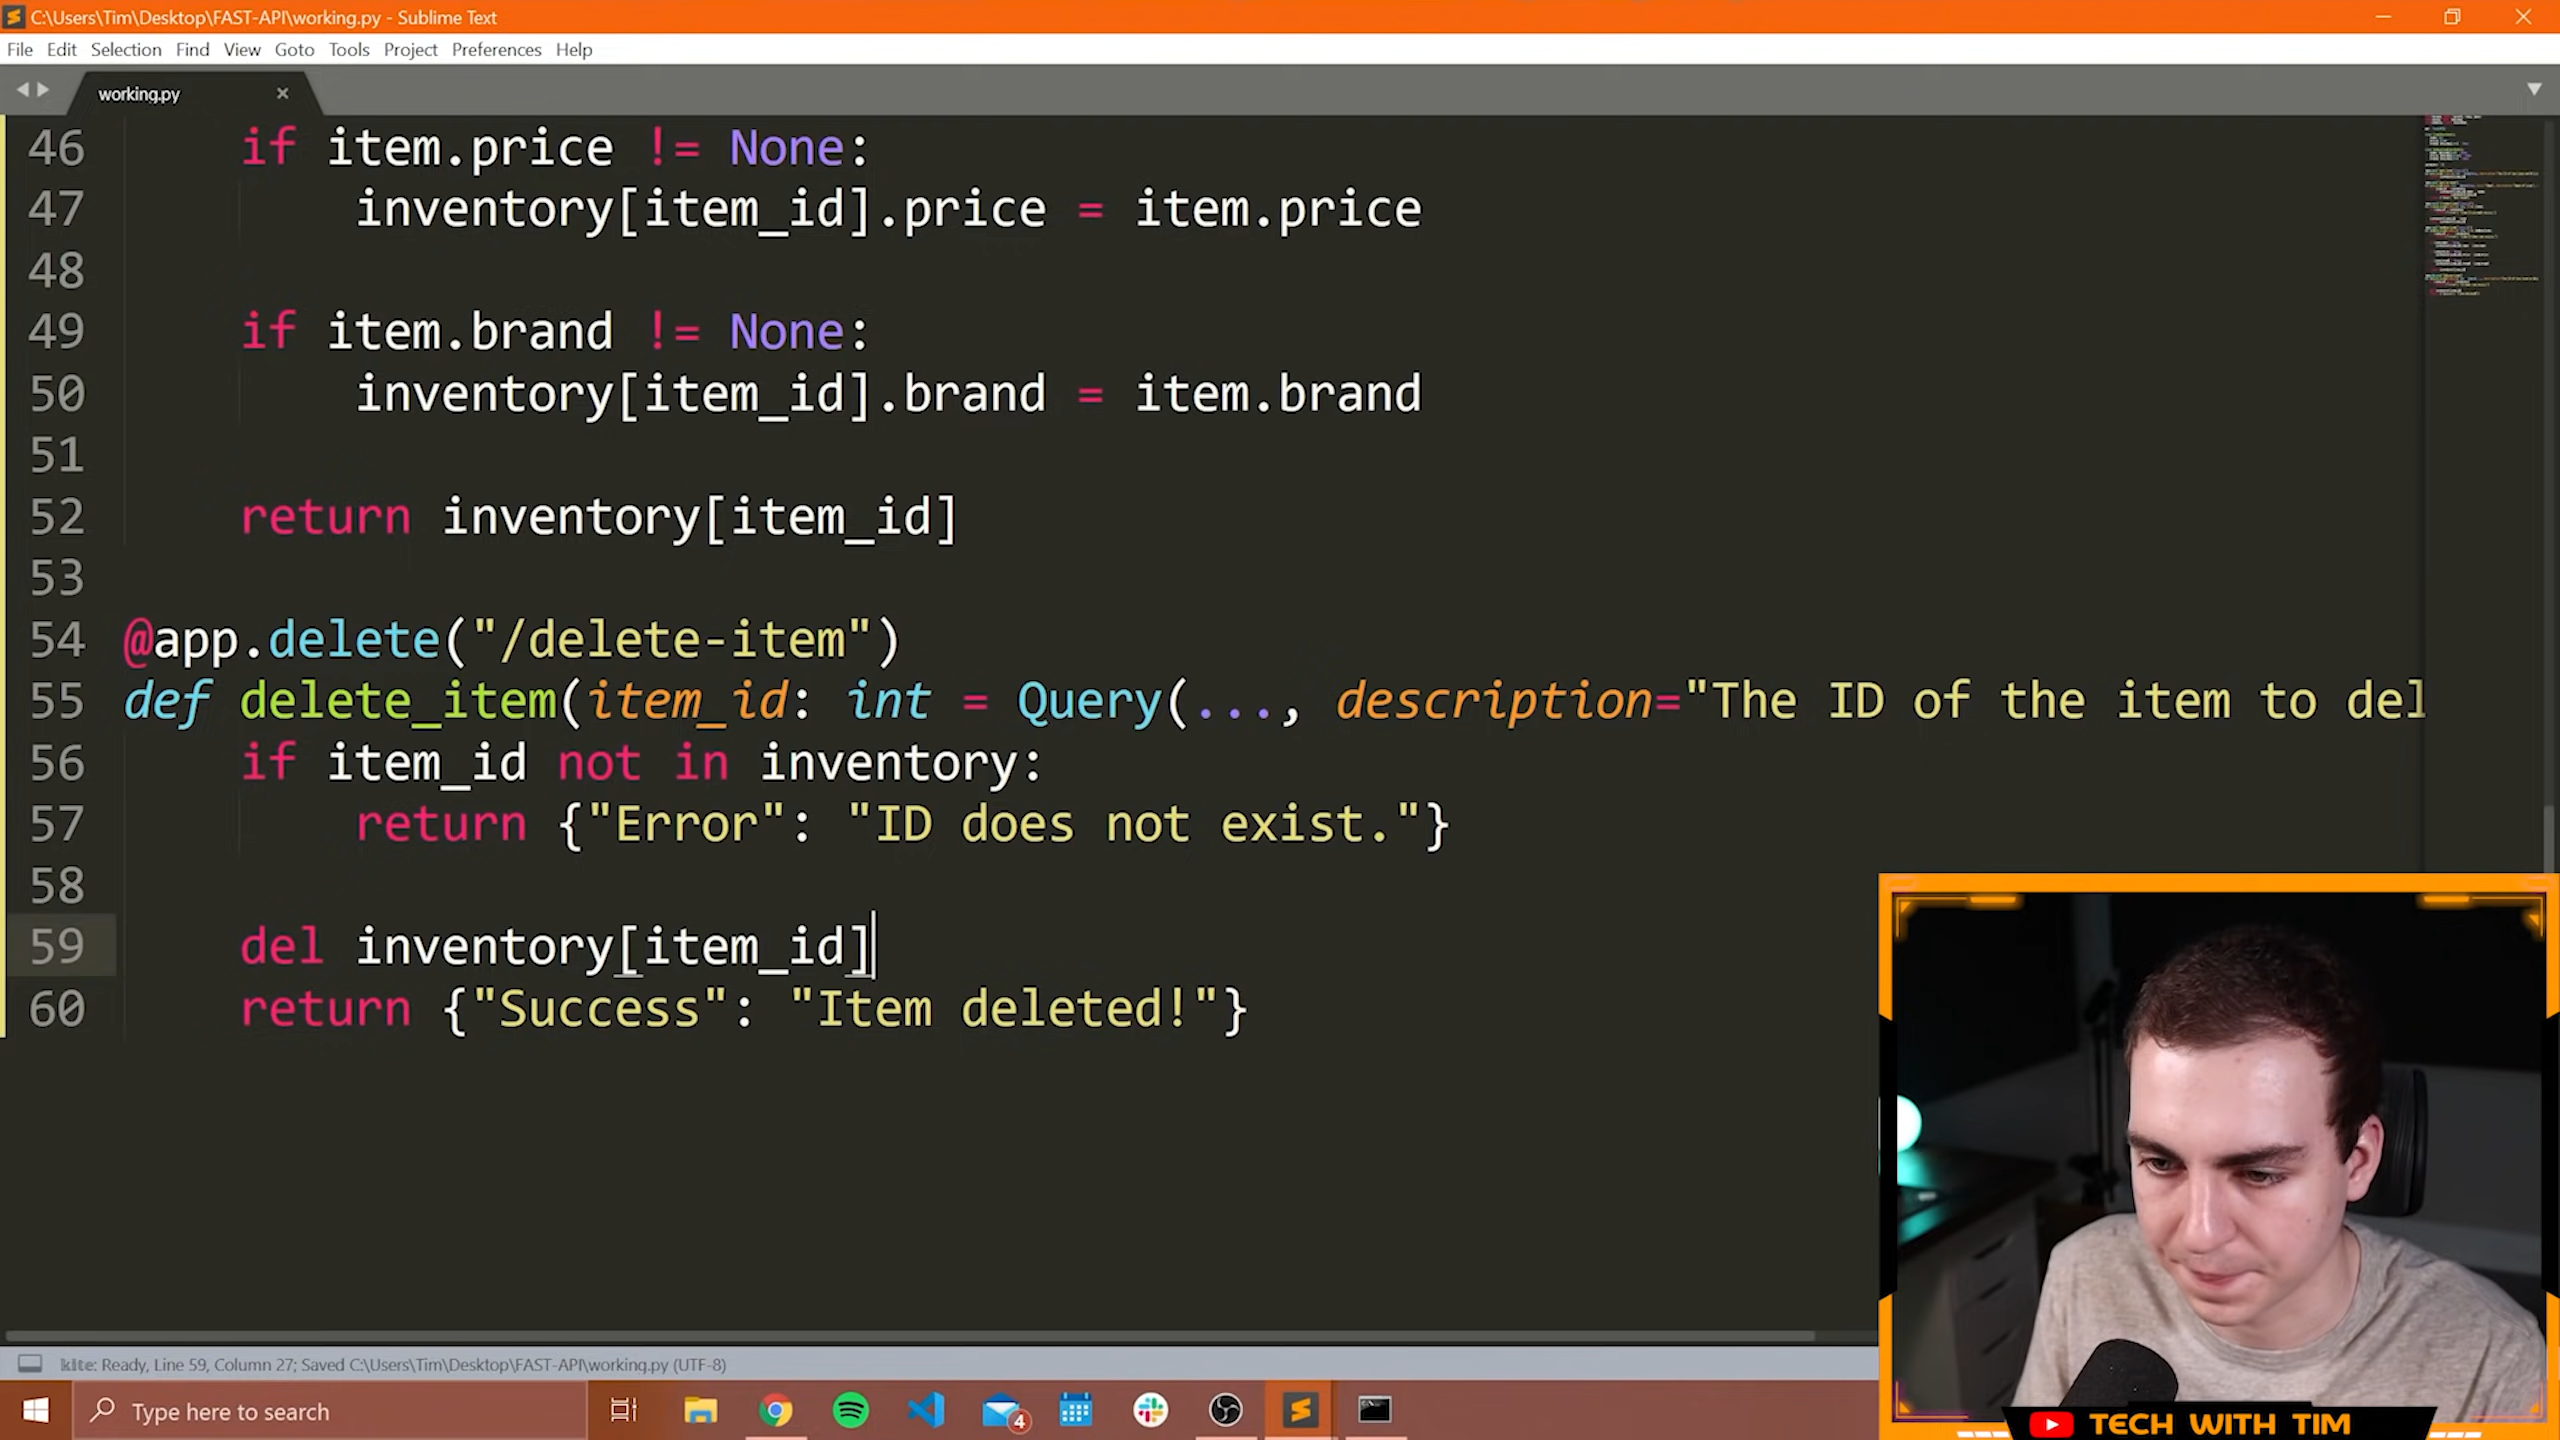 C:\Users\Tim\Desktop\FAST-API\working.py - Sublime Text
File Edit Selection Find View Goto Tools Project Preferences Help
working.py
46 if item.price != None:
47 inventory[item_id].price = item.price
48
49 if item.brand != None:
50 inventory[item_id].brand = item.brand
51
52 return inventory[item_id]
53
54 @app.delete("/delete-item")
55 def delete_item(item_id: int = Query(..., description="The ID of the item to del
56 if item_id not in inventory:
57 return {"Error": "ID does not exist."}
58
59 del inventory[item_id]
60 return {"Success": "Item deleted!"}
kite: Ready, Line 59, Column 27; Saved C:\Users\Tim\Desktop\FAST-API\working.py (UTF-8)
Type here to search
4
TECH WITH TIM